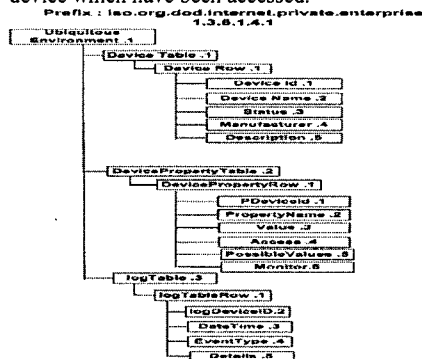 device which have been accessed.
Prefix : iso.org.dod.internet.private.enterprise
1.3.6.1.4.1
Ubiquitous
Environment .1
Device Table .1
Device Row .1
Device Id .1
Device Name .2
Status .3
Manufacturer .4
Description .5
DevicePropertyTable .2
DevicePropertyRow .1
PDeviceId .1
PropertyName .2
Value .3
Access .4
PossibleValues .5
Monitor.6
logTable .3
logTableRow .1
logDeviceID.2
DateTime .3
EventType .4
Details .5